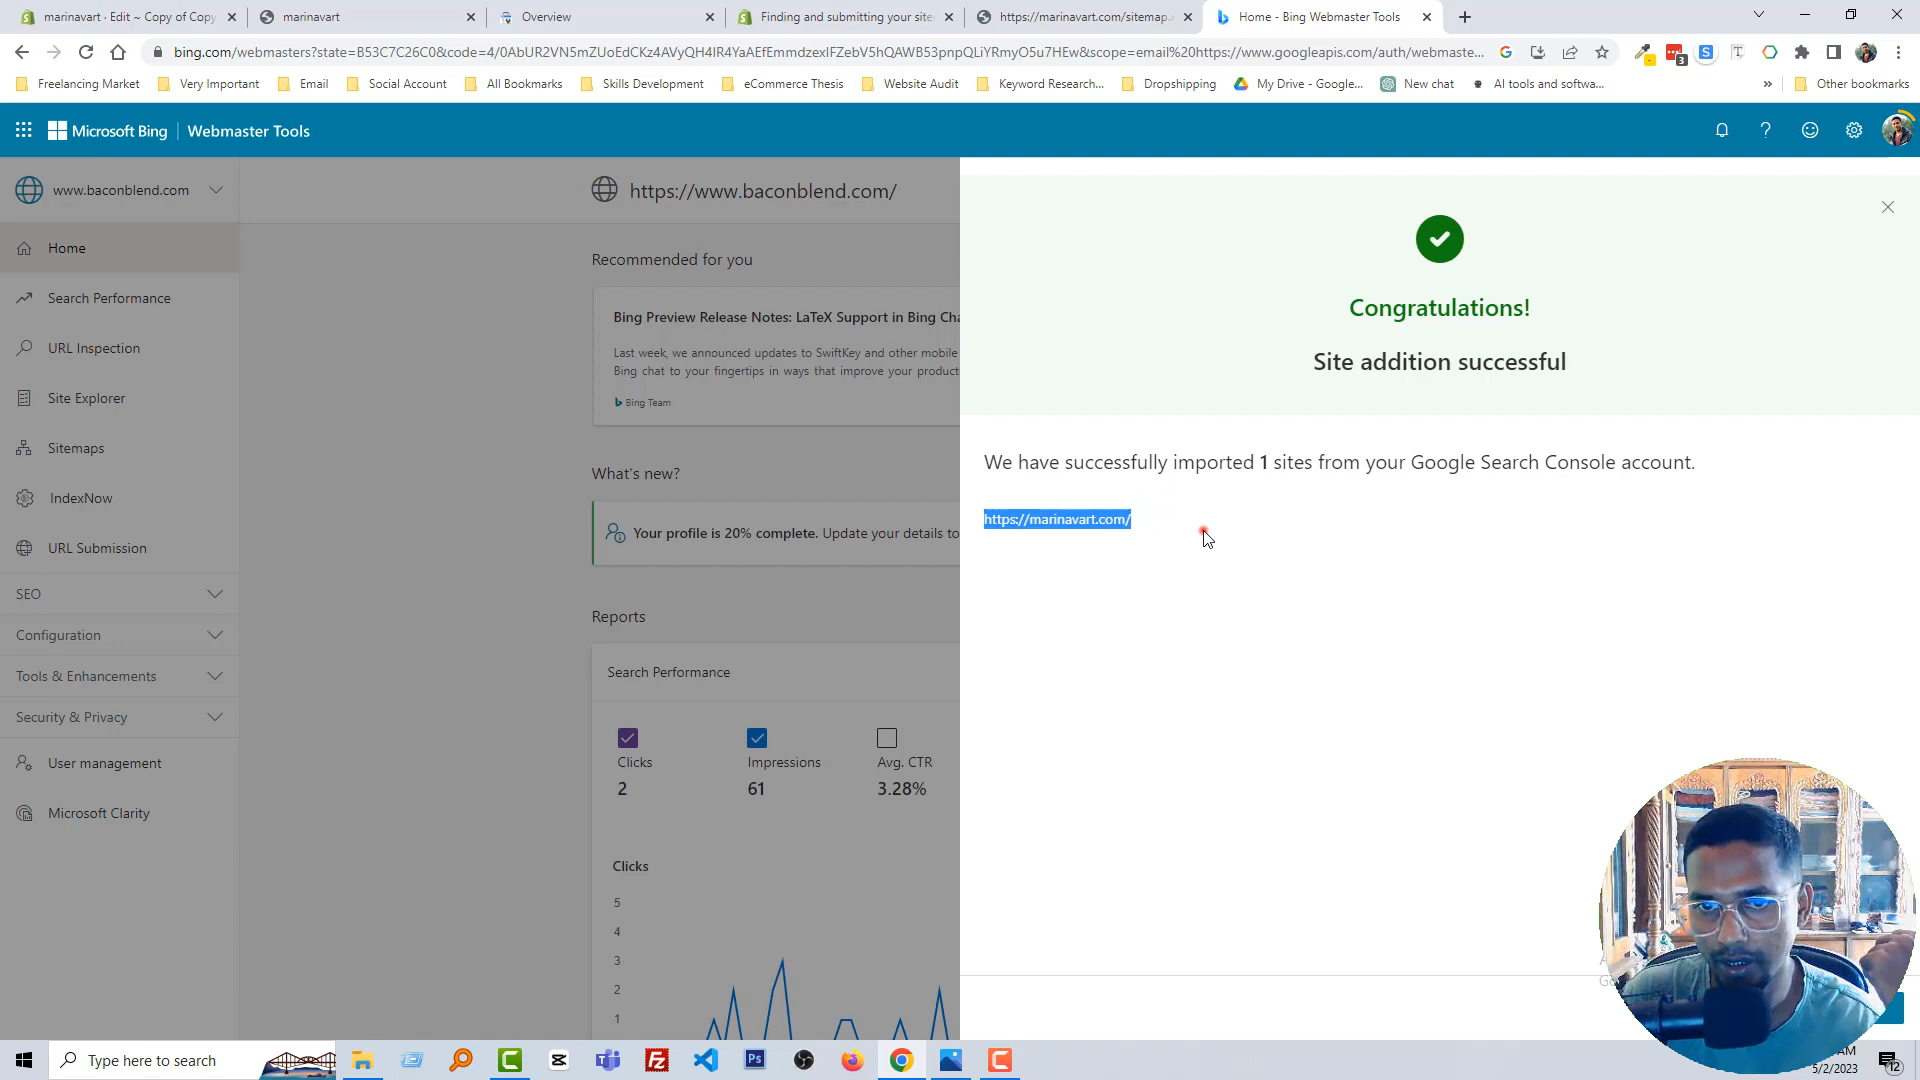 marinavart · Edit ~ Copy of Copy
marinavart
Overview
Finding and submitting your site
https://marinavart.com/sitemap.
Home - Bing Webmaster Tools
bing.com/webmasters?state=B53C7C26C0&code=4/0AbUR2VN5mZUoEdCKz4AVyQH4IR4YaAEfEmmdzexIFZebV5hQAWB53pnpQLiYRmyO5u7HEw&scope=email%20https://www.googleapis.com/auth/webmaste...
Freelancing Market
Very Important
Email
Social Account
All Bookmarks
Skills Development
eCommerce Thesis
Website Audit
Keyword Research...
Dropshipping
My Drive - Google...
New chat
AI tools and softwa...
Other bookmarks
Microsoft Bing | Webmaster Tools
www.baconblend.com
Home
Search Performance
URL Inspection
Site Explorer
Sitemaps
IndexNow
URL Submission
SEO
Configuration
Tools & Enhancements
Security & Privacy
User management
Microsoft Clarity
https://www.baconblend.com/
Recommended for you
Bing Preview Release Notes: LaTeX Support in Bing Cha
Last week, we announced updates to SwiftKey and other mobile
Bing chat to your fingertips in ways that improve your product
Bing Team
What's new?
Your profile is 20% complete. Update your details to
Reports
Search Performance
Clicks
2
Impressions
61
Avg. CTR
3.28%
Clicks
5
4
3
2
1
Congratulations!
Site addition successful
We have successfully imported 1 sites from your Google Search Console account.
https://marinavart.com/
Type here to search
AM
5/2/2023
12